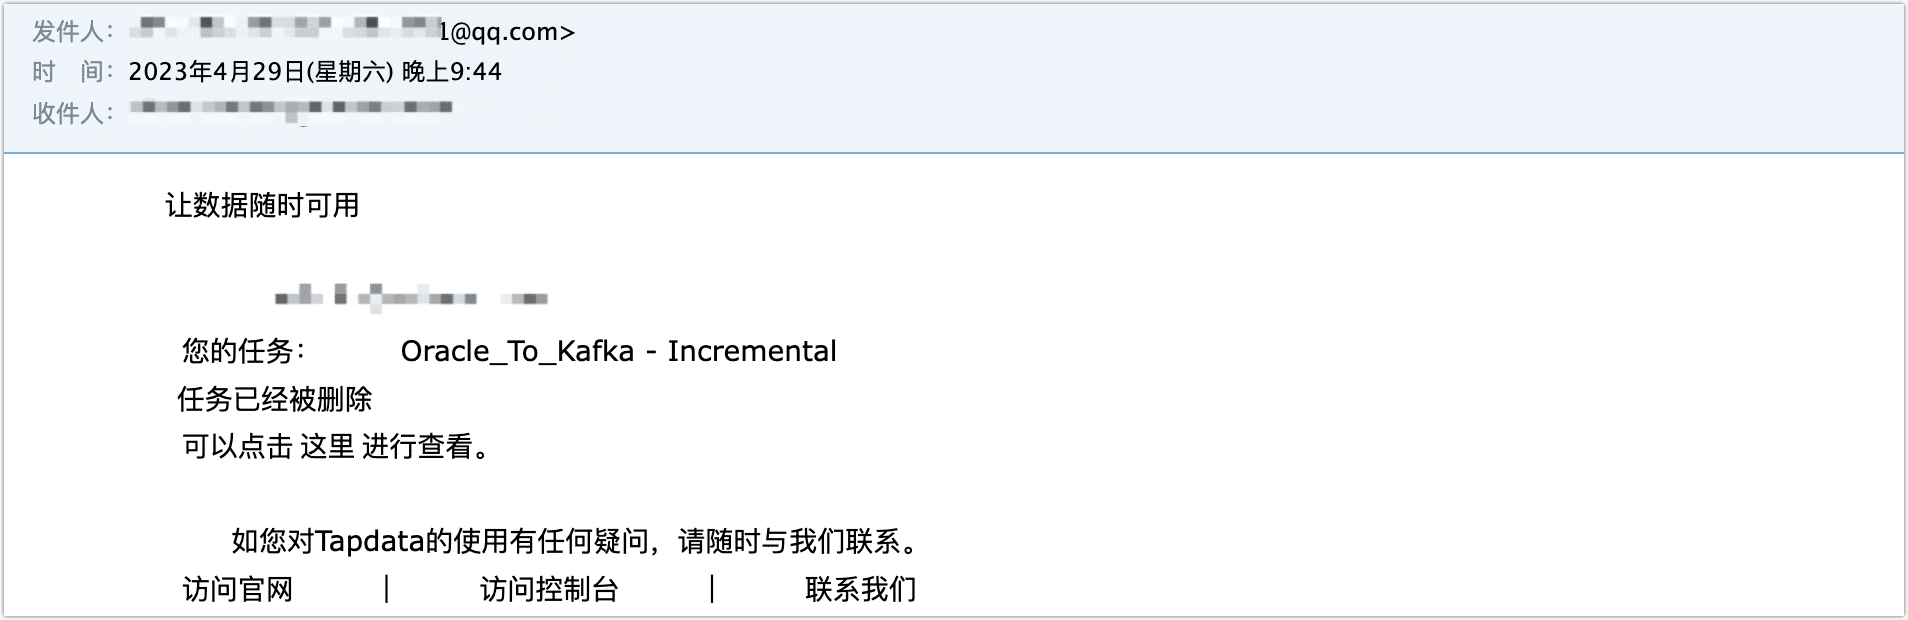 发件人：1@qq.com>
时　间：2023年4月29日(星期六) 晚上9:44
收件人：
让数据随时可用
您的任务： Oracle_To_Kafka - Incremental
任务已经被删除
可以点击 这里 进行查看。
如您对Tapdata的使用有任何疑问，请随时与我们联系。
访问官网 | 访问控制台 | 联系我们